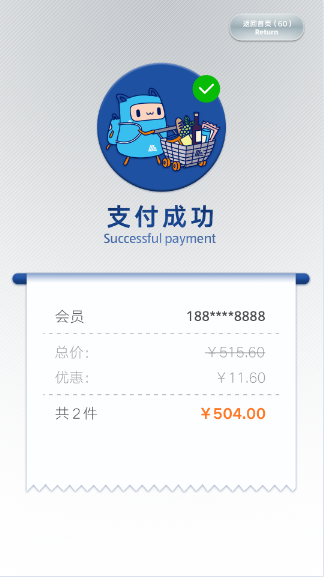 返回首页（60）
Return
支付成功
Successful payment
会员 188****8888
总价： ￥515.60
优惠： ￥11.60
共2件 ￥504.00